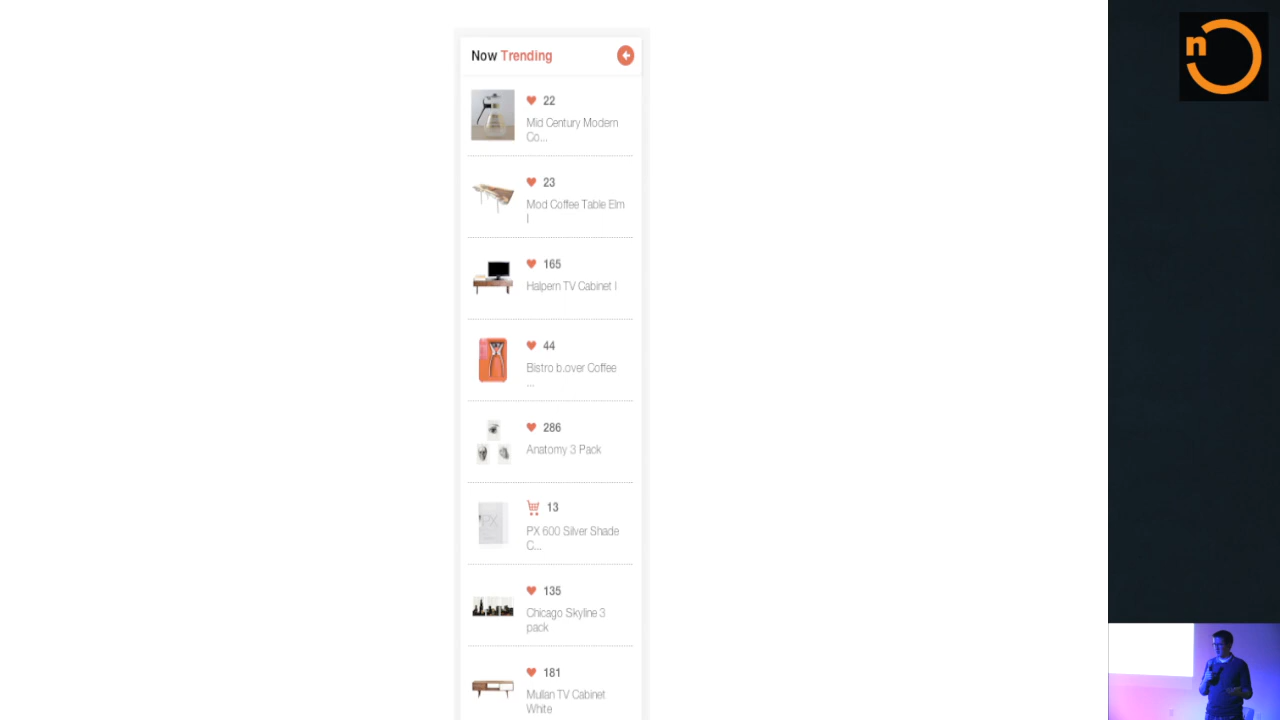 Now Trending
22
Mid Century Modern
Co...
23
Mod Coffee Table Elm
I
165
Halpern TV Cabinet I
44
Bistro b.over Coffee
...
286
Anatomy 3 Pack
13
PX 600 Silver Shade
C...
PX
135
Chicago Skyline 3
pack
181
Mullan TV Cabinet
White
n